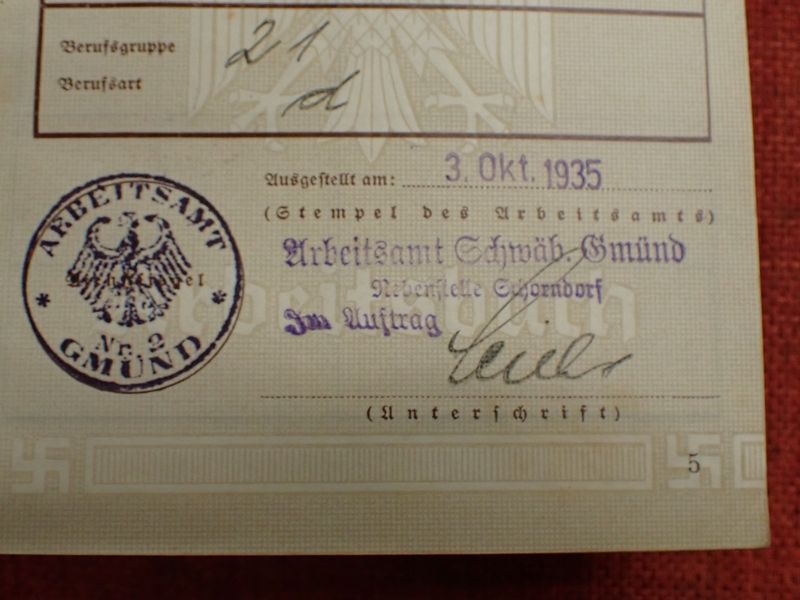 Berufsgruppe 21
Berufsart d
Ausgestellt am: 3. Okt. 1935
(Stempel des Arbeitsamts)
Arbeitsamt Schwäb. Gmünd
Nebenstelle Schorndorf
Im Auftrag
(Unterschrift)
ARBEITSAMT
Nr. 2
GMÜND
Arbeitsbuch
5